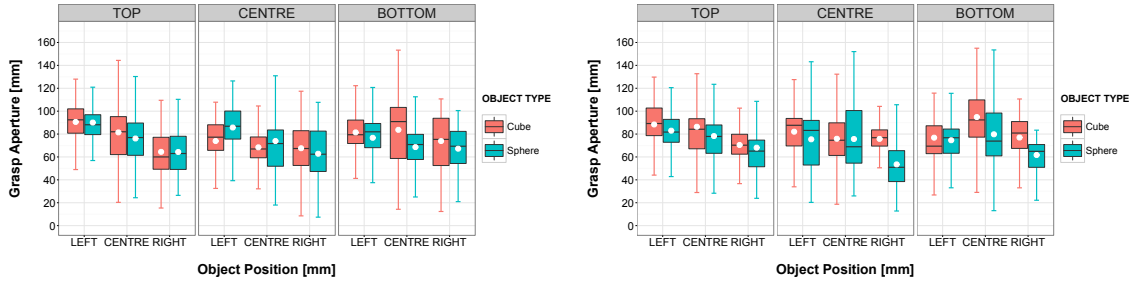 TOP CENTRE BOTTOM
Grasp Aperture [mm]
160
140
120
100
80
60
40
20
0
LEFT CENTRE RIGHT LEFT CENTRE RIGHT LEFT CENTRE RIGHT
Object Position [mm]
OBJECT TYPE
Cube
Sphere
TOP CENTRE BOTTOM
Grasp Aperture [mm]
160
140
120
100
80
60
40
20
0
LEFT CENTRE RIGHT LEFT CENTRE RIGHT LEFT CENTRE RIGHT
Object Position [mm]
OBJECT TYPE
Cube
Sphere